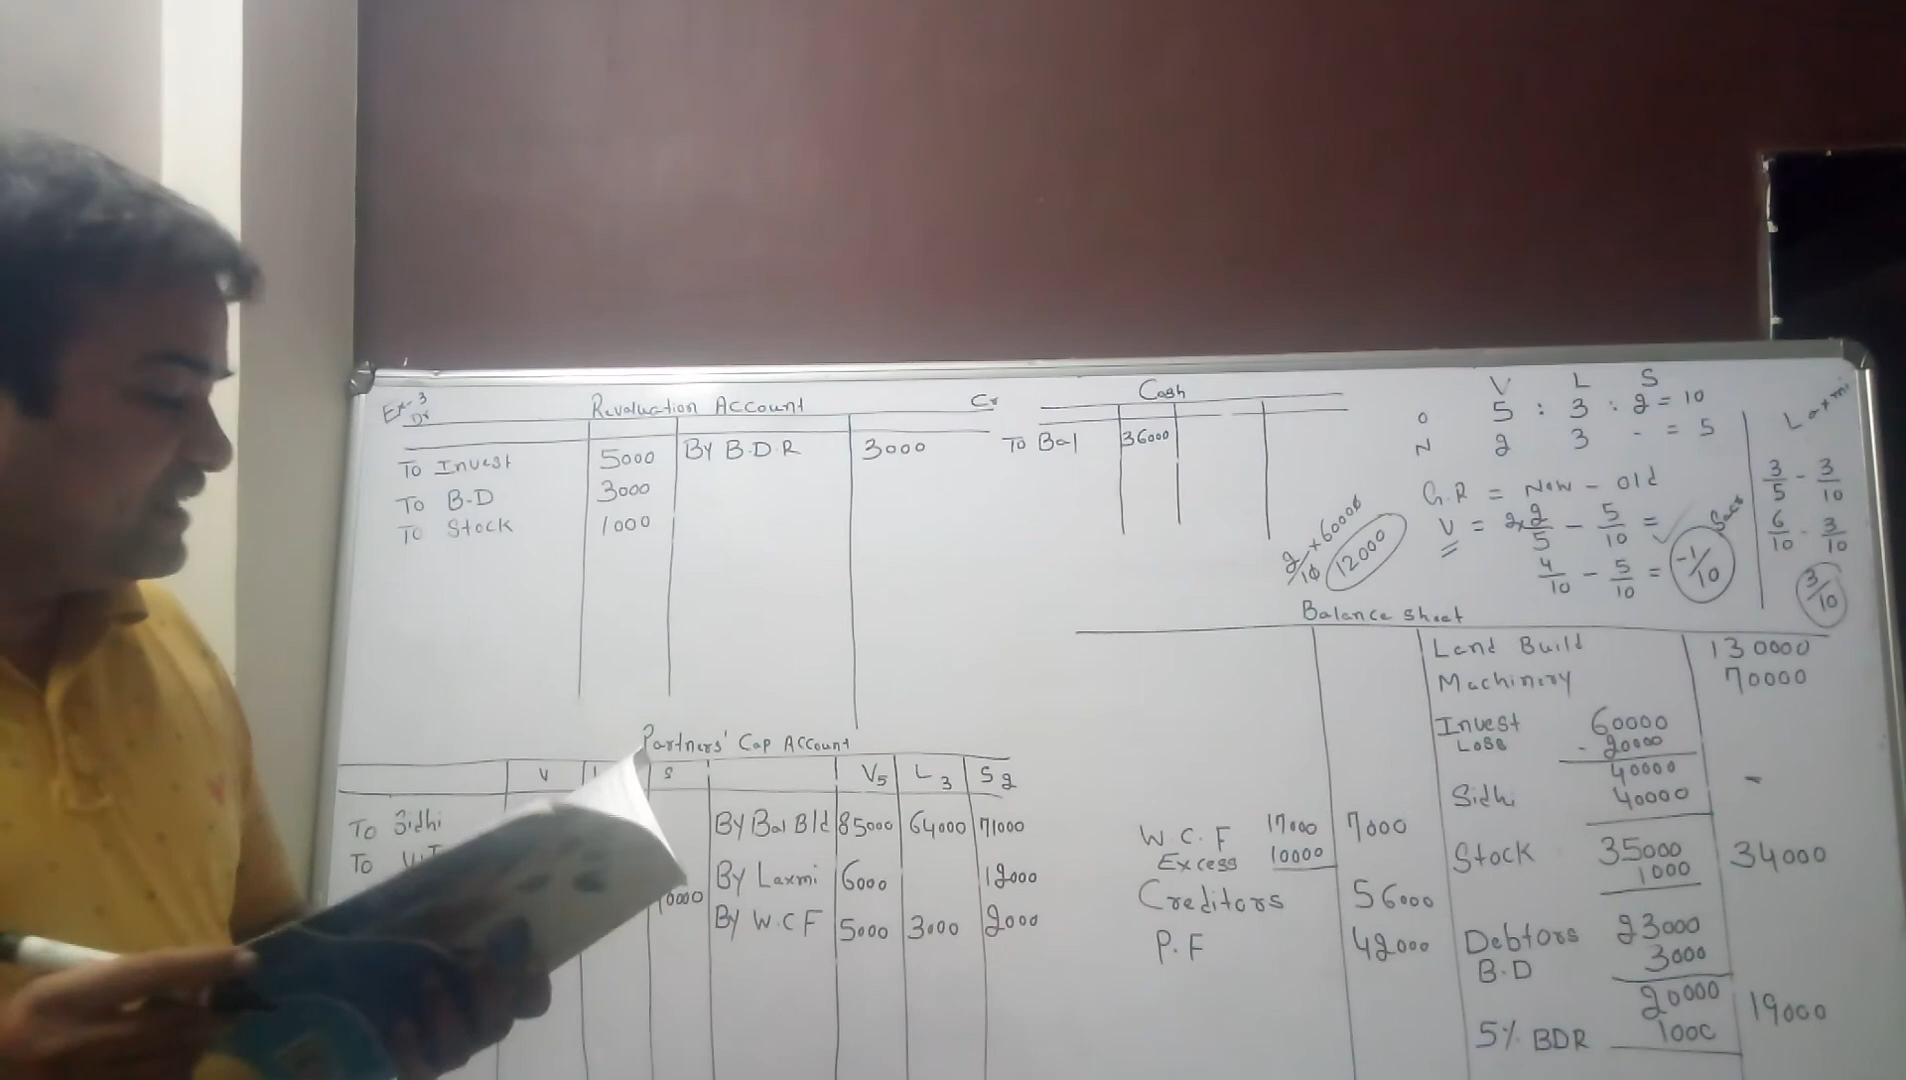 Ex-3
Dr Revaluation Account Cr
To Invest 5000 By B.D.R 3000
To B-D 3000
To Stock 1000
Cash
To Bal 36000
V L S
O 5 : 3 : 2 = 10
N 2 3 - = 5
G.R = New - old
V = 2x2/5 - 5/10 =
4/10 - 5/10 = -1/10
Sacr
Laxmi
3/5 - 3/10
6/10 - 3/10
3/10
2/10 x 60000
12000
Partners' Cap Account
V L S V5 L3 S2
To Sidhi By Bal B/d 85000 64000 71000
To By Laxmi 6000 12000
By W.C.F 5000 3000 2000
Balance Sheet
Land Build 130000
Machinery 70000
Invest 60000
Loss - 20000
40000
Sidhi 40000 -
W.C.F 17000 7000
Excess 10000
Stock 35000 34000
1000
Creditors 56000
P.F 42000
Debtors 23000
B.D 3000
20000 19000
5% BDR 1000